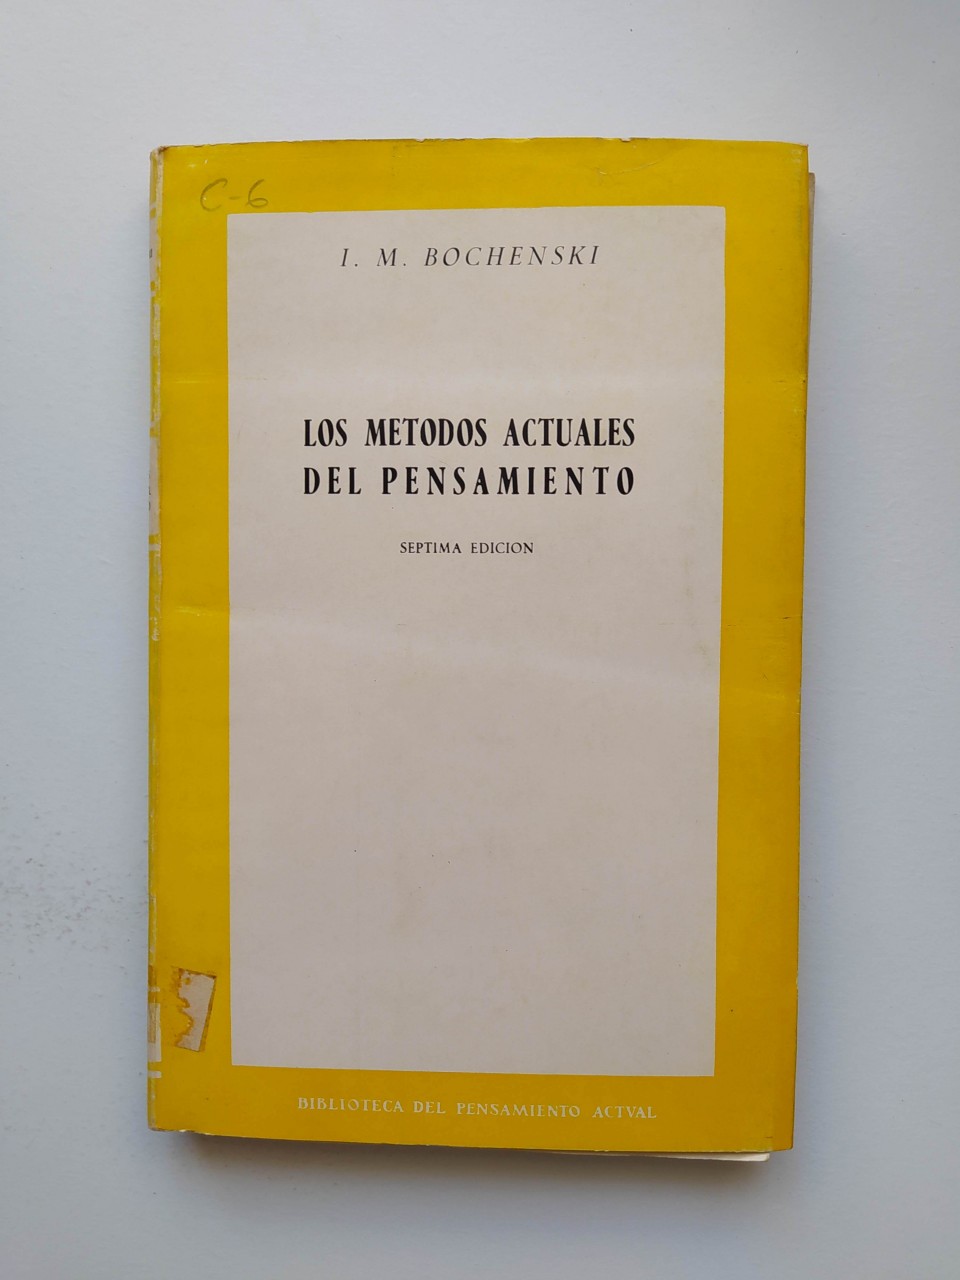 C-6
I. M. BOCHENSKI
LOS METODOS ACTUALES
DEL PENSAMIENTO
SEPTIMA EDICION
BIBLIOTECA DEL PENSAMIENTO ACTVAL